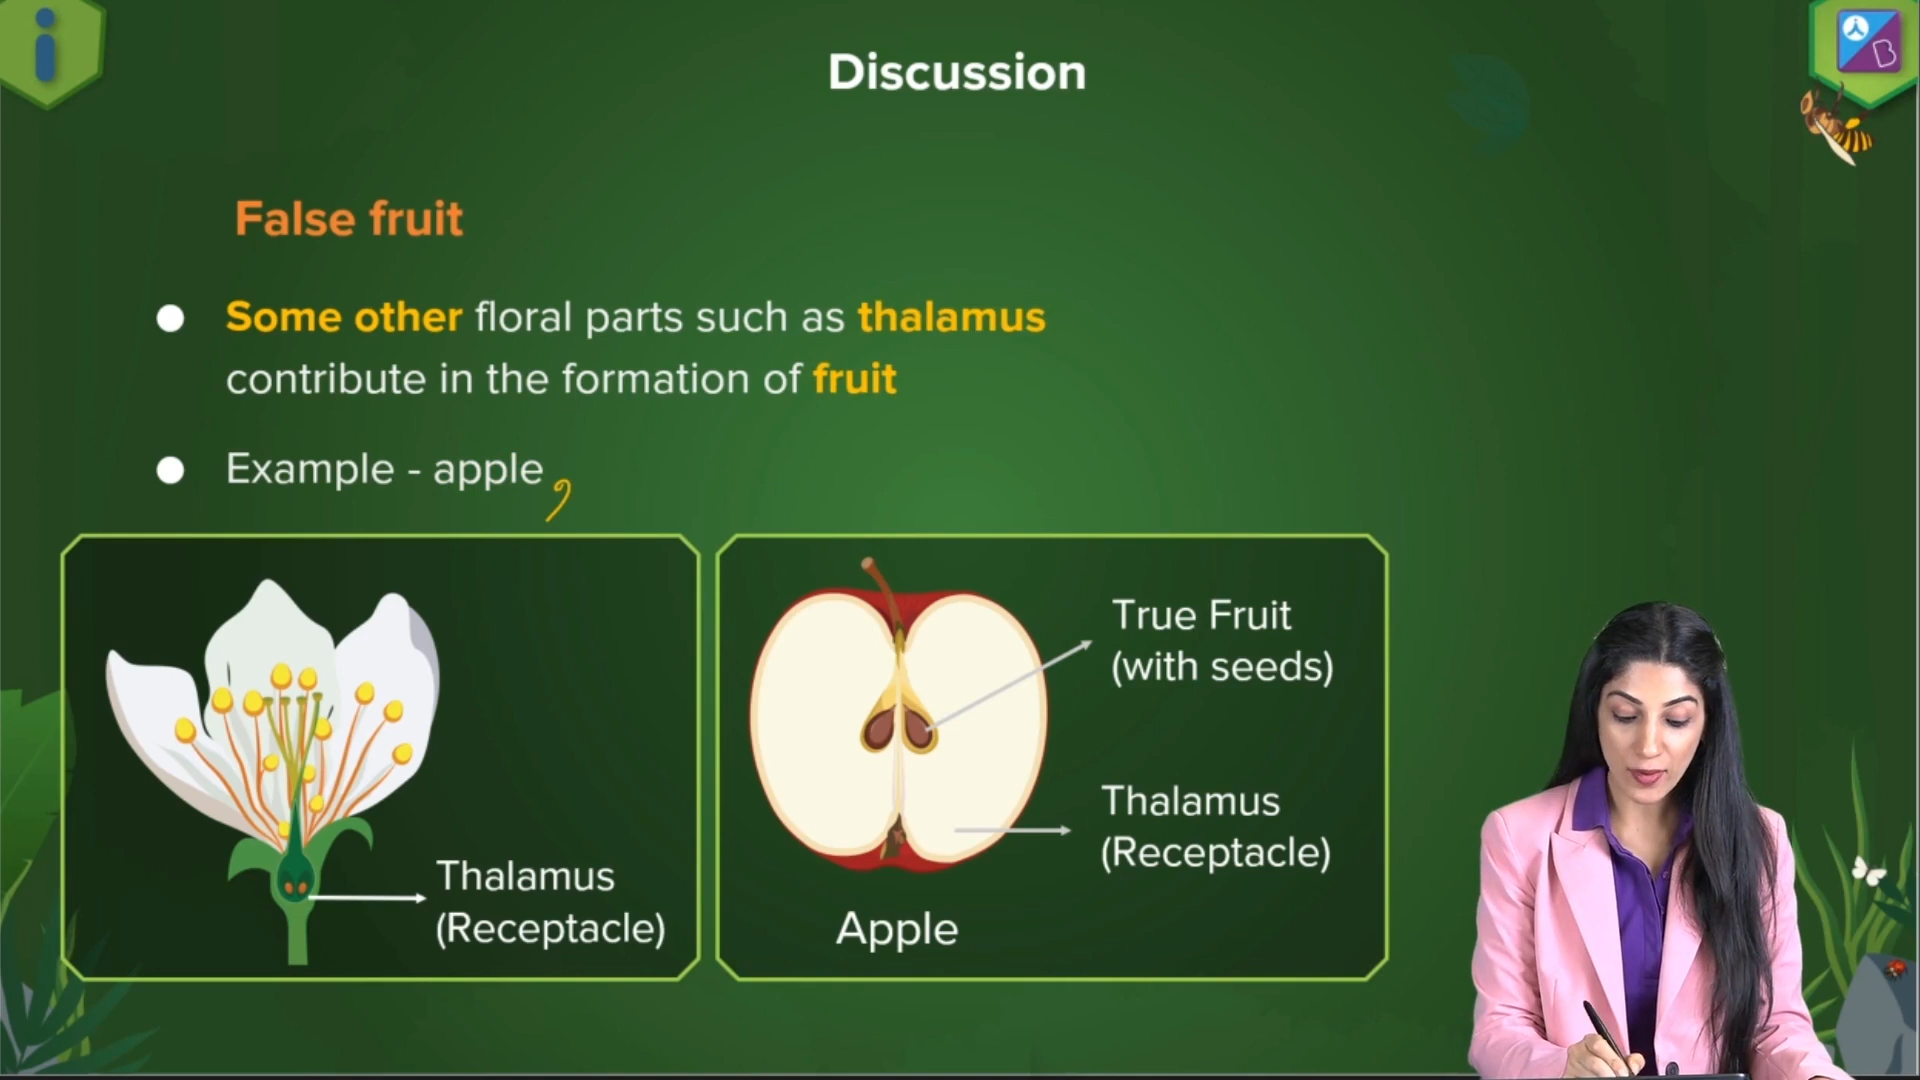 Discussion
False fruit
Some other floral parts such as thalamus
contribute in the formation of fruit
Example - apple,
Thalamus
(Receptacle)
True Fruit
(with seeds)
Thalamus
(Receptacle)
Apple
B